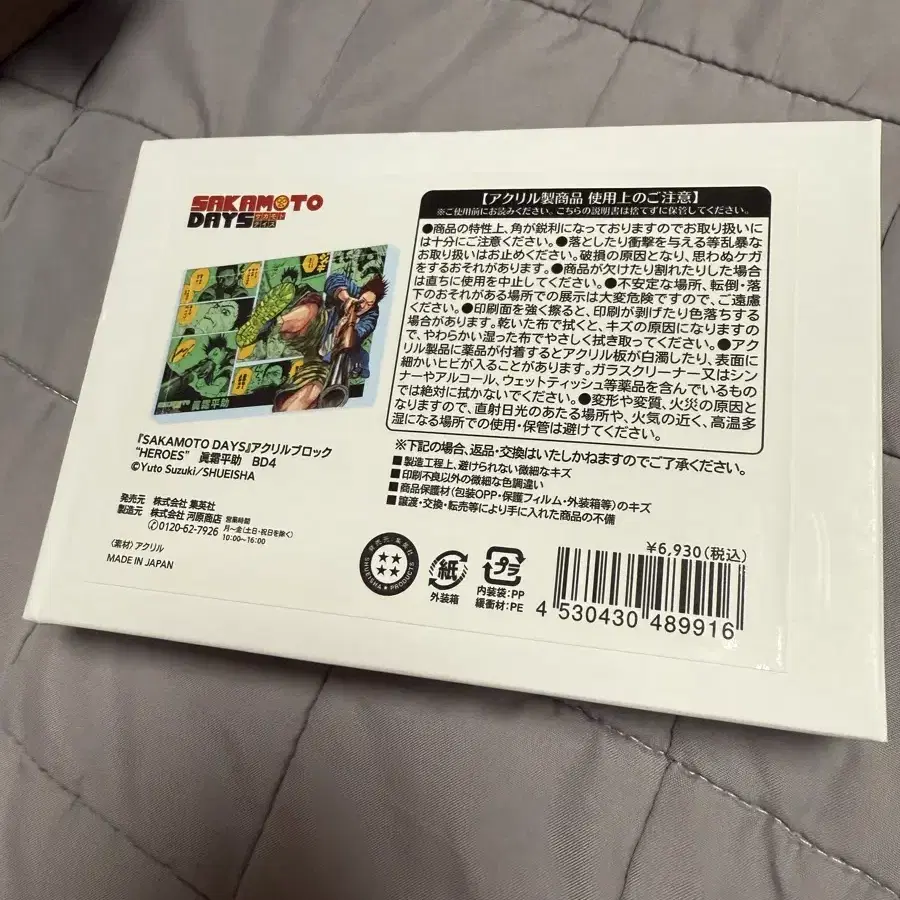 SAKAMOTO
DAYS サカモト
デイズ
眞霜平助
『SAKAMOTO DAYS』アクリルブロック
“HEROES” 眞霜平助 BD4
©Yuto Suzuki／SHUEISHA
発売元 株式会社 集英社
製造元 株式会社 河原商店
0120-62-7926 営業時間
月〜金(土日・祝日を除く)
10:00〜16:00
〈素材〉アクリル
MADE IN JAPAN
【アクリル製商品 使用上のご注意】
※ご使用前にお読みください。こちらの説明書は捨てずに保管してください。
●商品の特性上、角が鋭利になっておりますのでお取り扱いに
は十分にご注意ください。●落としたり衝撃を与える等乱暴な
お取り扱いはお止めください。破損の原因となり、思わぬケガ
をするおそれがあります。●商品が欠けたり割れたりした場合
は直ちに使用を中止してください。●不安定な場所、転倒・落
下のおそれがある場所での展示は大変危険ですので、ご遠慮
ください。●印刷面を強く擦ると、印刷が剥げたり色落ちする
場合があります。乾いた布で拭くと、キズの原因になりますの
で、やわらかい湿った布でやさしく拭き取ってください。●アク
リル製品に薬品が付着するとアクリル板が白濁したり、表面に
細かいヒビが入ることがあります。ガラスクリーナー又はシン
ナーやアルコール、ウェットティッシュ等薬品を含んでいるもの
では絶対に拭かないでください。●変形や変質、火災の原因と
なりますので、直射日光のあたる場所や、火気の近く、高温多
湿になる場所での使用・保管は避けてください。
※下記の場合、返品・交換はいたしかねますのでご了承ください。
■製造工程上、避けられない微細なキズ
■印刷不良以外の微細な色調違い
■商品保護材(包装OPP・保護フィルム・外装箱等)のキズ
■譲渡・交換・転売等により手に入れた商品の不備
発売元・集英社
SHUEISHA PRODUCTS
紙
外装箱
プラ
内装袋:PP
緩衝材:PE
¥6,930(税込)
4 530430 489916